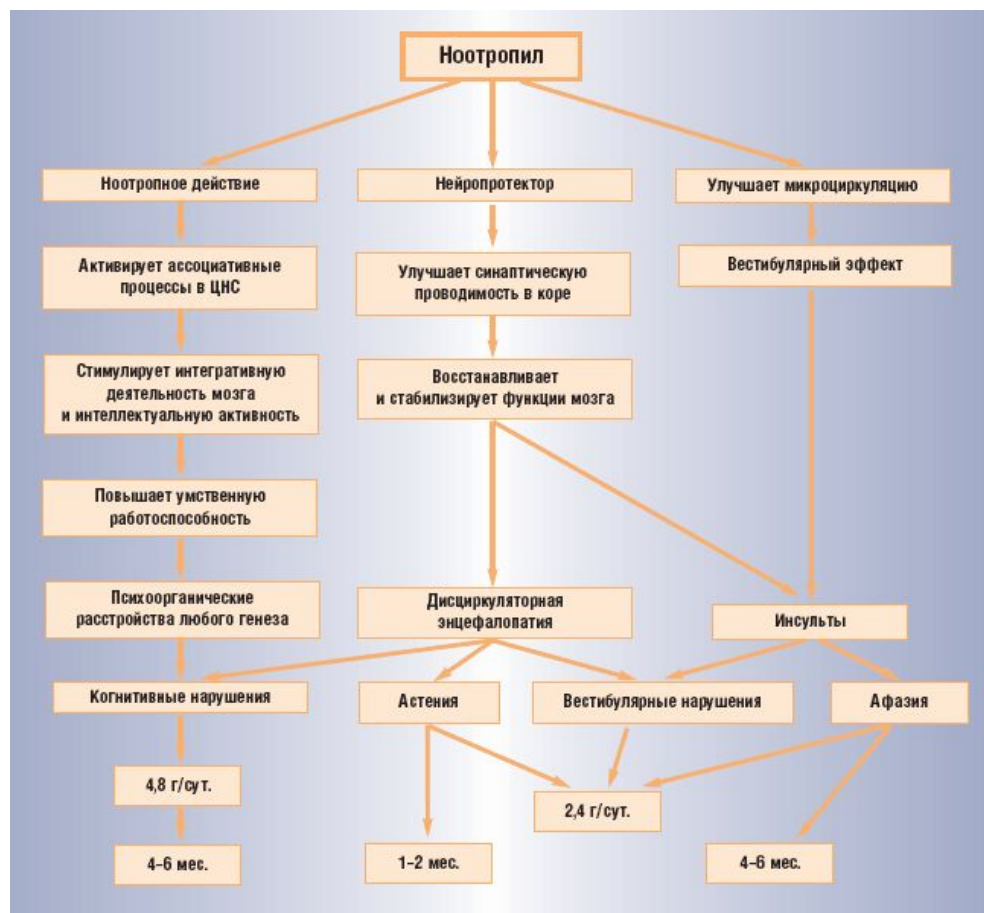 Ноотропил
Ноотропное действие
Нейропротектор
Улучшает микроциркуляцию
Активирует ассоциативные
процессы в ЦНС
Улучшает синаптическую
проводимость в коре
Вестибулярный эффект
Стимулирует интегративную
деятельность мозга
и интеллектуальную активность
Восстанавливает
и стабилизирует функции мозга
Повышает умственную
работоспособность
Психоорганические
расстройства любого генеза
Дисциркуляторная
энцефалопатия
Инсульты
Когнитивные нарушения
Астения
Вестибулярные нарушения
Афазия
4,8 г/сут.
2,4 г/сут.
4–6 мес.
1–2 мес.
4–6 мес.